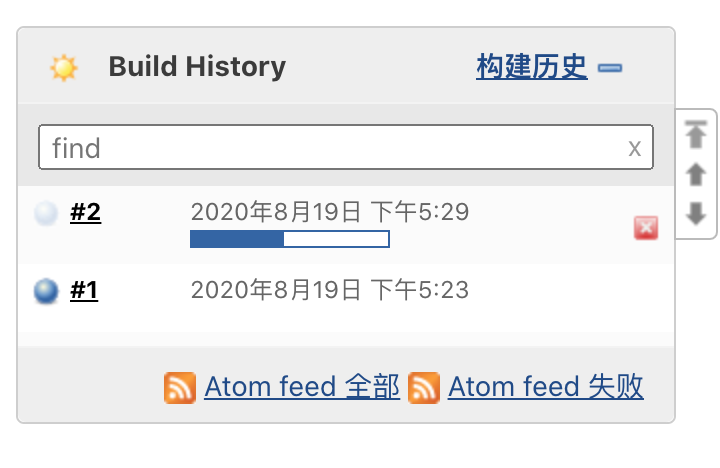 Build History 构建历史
find x
#2 2020年8月19日 下午5:29
#1 2020年8月19日 下午5:23
Atom feed 全部 Atom feed 失败